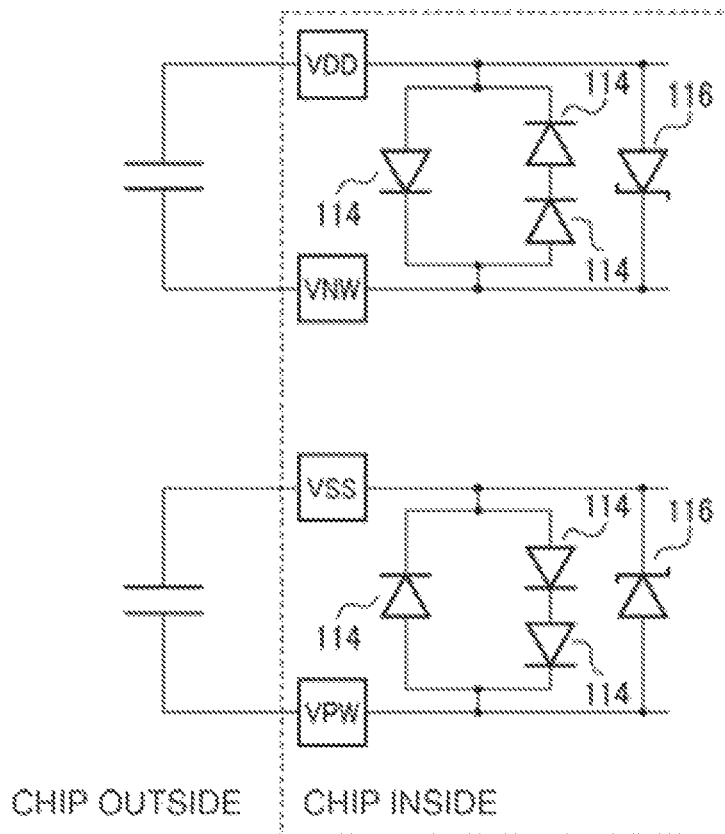 VDD
114
116
114
114
VNW
VSS
114
116
114
114
VPW
CHIP OUTSIDE
CHIP INSIDE